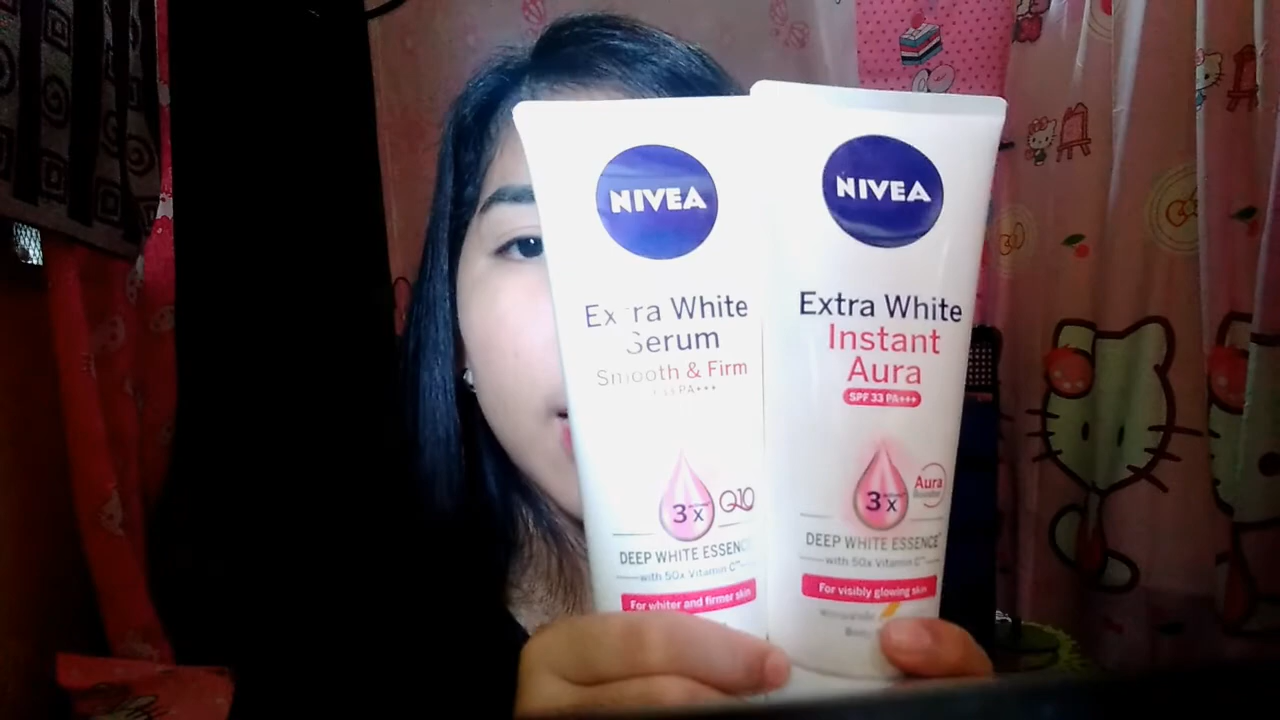 NIVEA
Extra White
Serum
Smooth & Firm
PA+++
3x Q10
DEEP WHITE ESSENCE
with 50x Vitamin C
For whiter and firmer skin
NIVEA
Extra White
Instant
Aura
SPF 33 PA+++
3x Aura
DEEP WHITE ESSENCE
with 50x Vitamin C
For visibly glowing skin